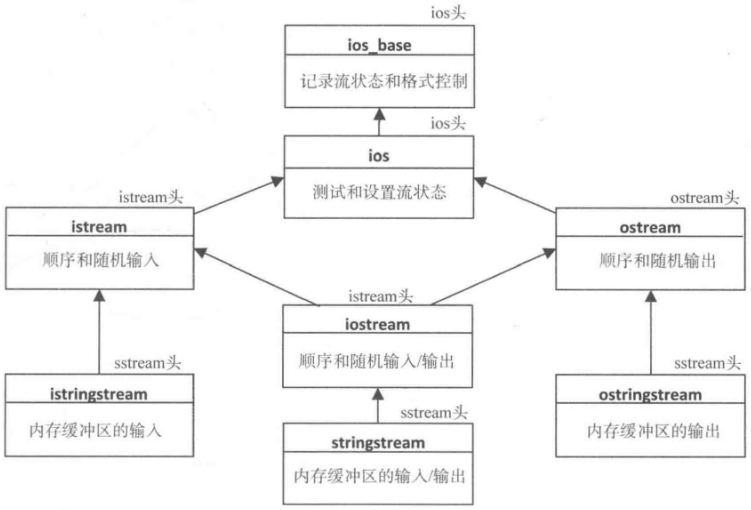 ios头
ios_base
记录流状态和格式控制
ios头
ios
测试和设置流状态
istream头
istream
顺序和随机输入
ostream头
ostream
顺序和随机输出
istream头
iostream
顺序和随机输入/输出
sstream头
istringstream
内存缓冲区的输入
sstream头
stringstream
内存缓冲区的输入/输出
sstream头
ostringstream
内存缓冲区的输出